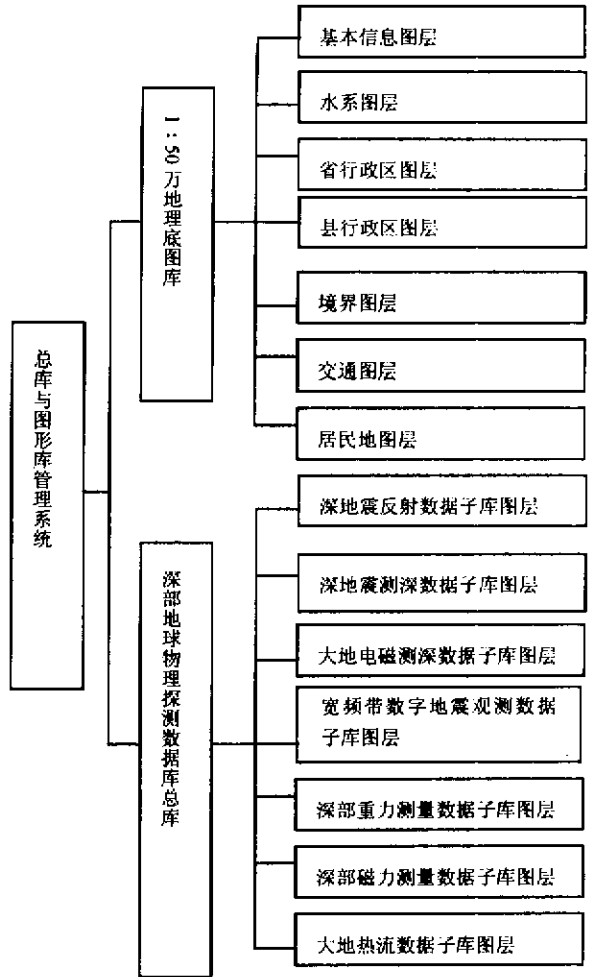 总库与图形库管理系统
1:50万地理底图库
基本信息图层
水系图层
省行政区图层
县行政区图层
境界图层
交通图层
居民地图层
深部地球物理探测数据库总库
深地震反射数据子库图层
深地震测深数据子库图层
大地电磁测深数据子库图层
宽频带数字地震观测数据
子库图层
深部重力测量数据子库图层
深部磁力测量数据子库图层
大地热流数据子库图层